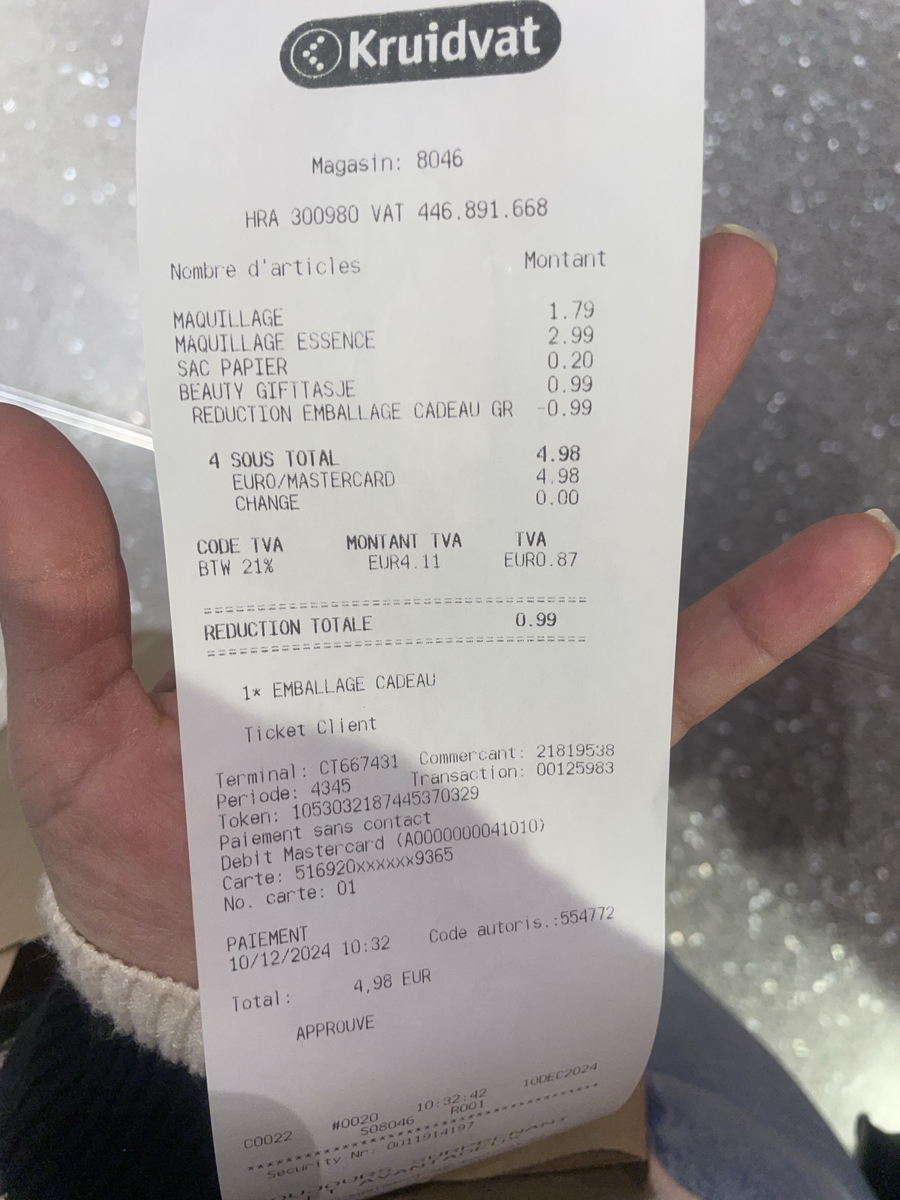 Kruidvat
Magasin: 8046
HRA 300980 VAT 446.891.668
Nombre d'articles Montant
MAQUILLAGE 1.79
MAQUILLAGE ESSENCE 2.99
SAC PAPIER 0.20
BEAUTY GIFTTASJE 0.99
REDUCTION EMBALLAGE CADEAU GR -0.99
4 SOUS TOTAL 4.98
EURO/MASTERCARD 4.98
CHANGE 0.00
CODE TVA MONTANT TVA TVA
BTW 21% EUR4.11 EUR0.87
========================================
REDUCTION TOTALE 0.99
========================================
1* EMBALLAGE CADEAU
Ticket Client
Terminal: CT667431 Commercant: 21819538
Periode: 4345 Transaction: 00125983
Token: 1053032187445370329
Paiement sans contact
Debit Mastercard (A0000000041010)
Carte: 516920xxxxxx9365
No. carte: 01
PAIEMENT
10/12/2024 10:32 Code autoris.:554772
Total: 4,98 EUR
APPROUVE
C0022 #0020 10:32:42 10DEC2024
S08046 R001
****************************************
Security Nr: 0011914197
SURPRENANT